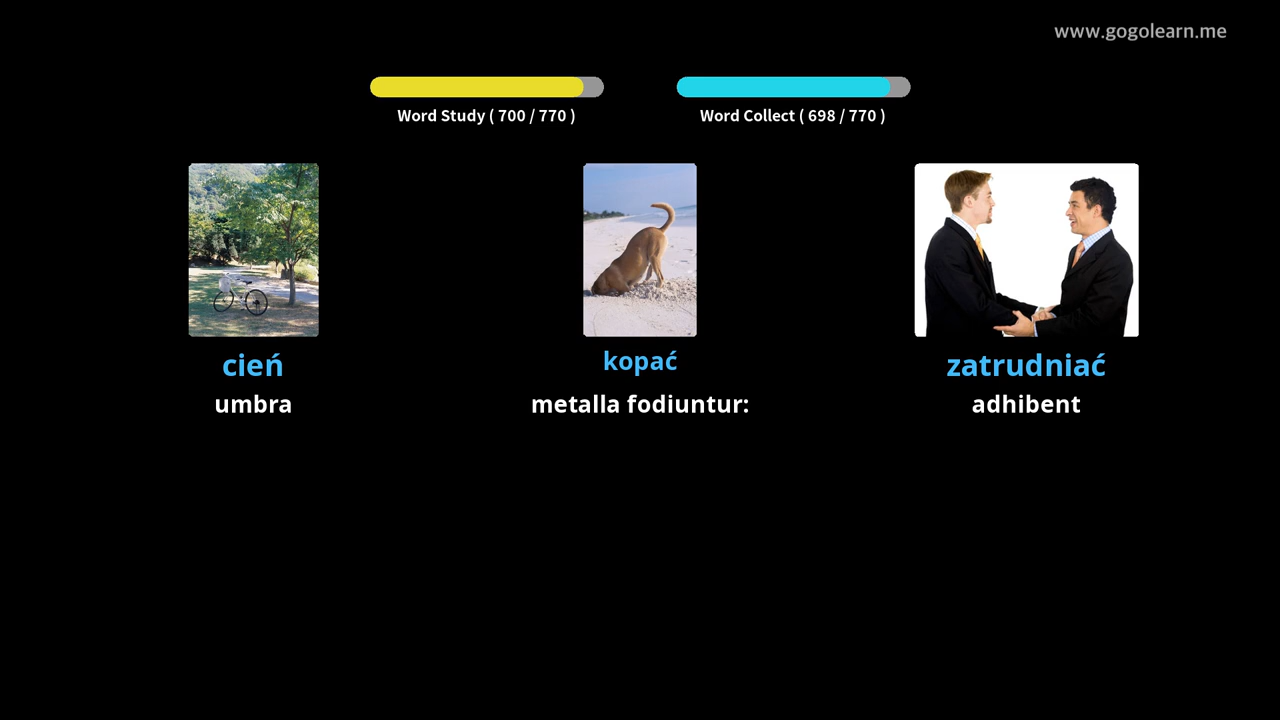 www.gogolearn.me
Word Study ( 700 / 770 )
Word Collect ( 698 / 770 )
cień
kopać
zatrudniać
umbra
metalla fodiuntur:
adhibent